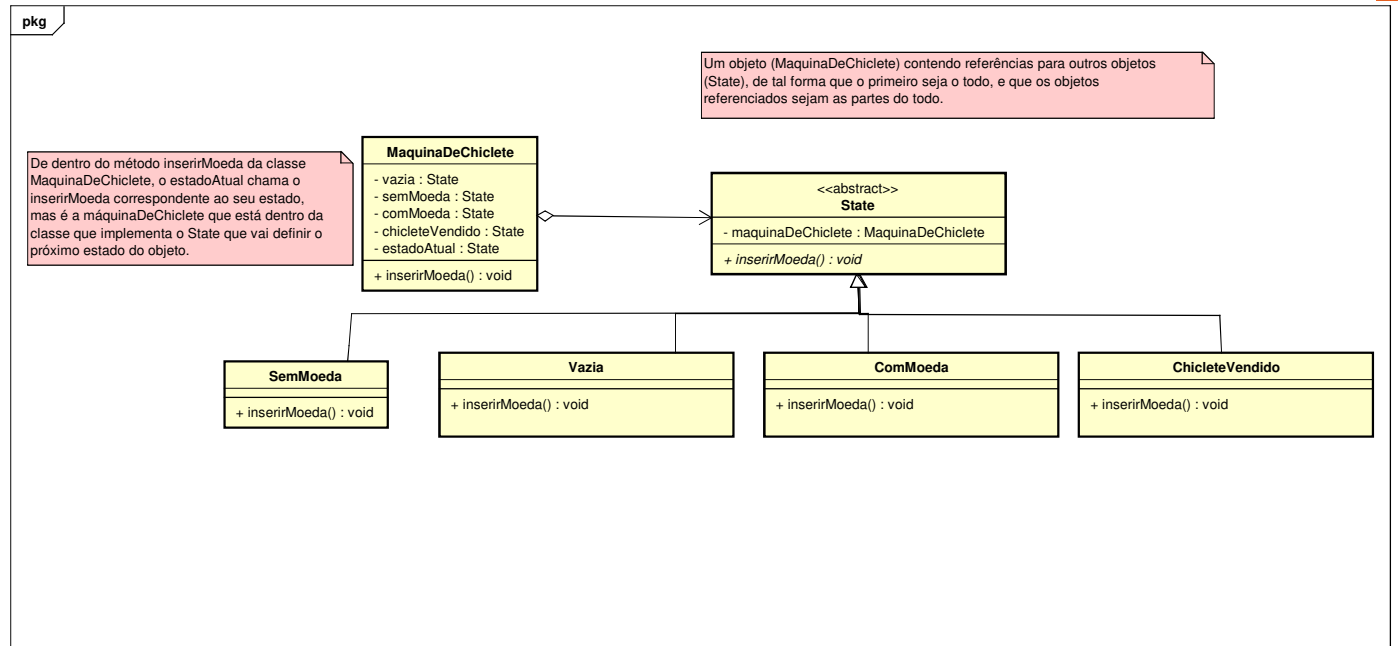 pkg
Um objeto (MaquinaDeChiclete) contendo referências para outros objetos
(State), de tal forma que o primeiro seja o todo, e que os objetos
referenciados sejam as partes do todo.
De dentro do método inserirMoeda da classe
MaquinaDeChiclete, o estadoAtual chama o
inserirMoeda correspondente ao seu estado,
mas é a máquinaDeChiclete que está dentro da
classe que implementa o State que vai definir o
próximo estado do objeto.
MaquinaDeChiclete
- vazia : State
- semMoeda : State
- comMoeda : State
- chicleteVendido : State
- estadoAtual : State
+ inserirMoeda() : void
<<abstract>>
State
- maquinaDeChiclete : MaquinaDeChiclete
+ inserirMoeda() : void
SemMoeda
+ inserirMoeda() : void
Vazia
+ inserirMoeda() : void
ComMoeda
+ inserirMoeda() : void
ChicleteVendido
+ inserirMoeda() : void